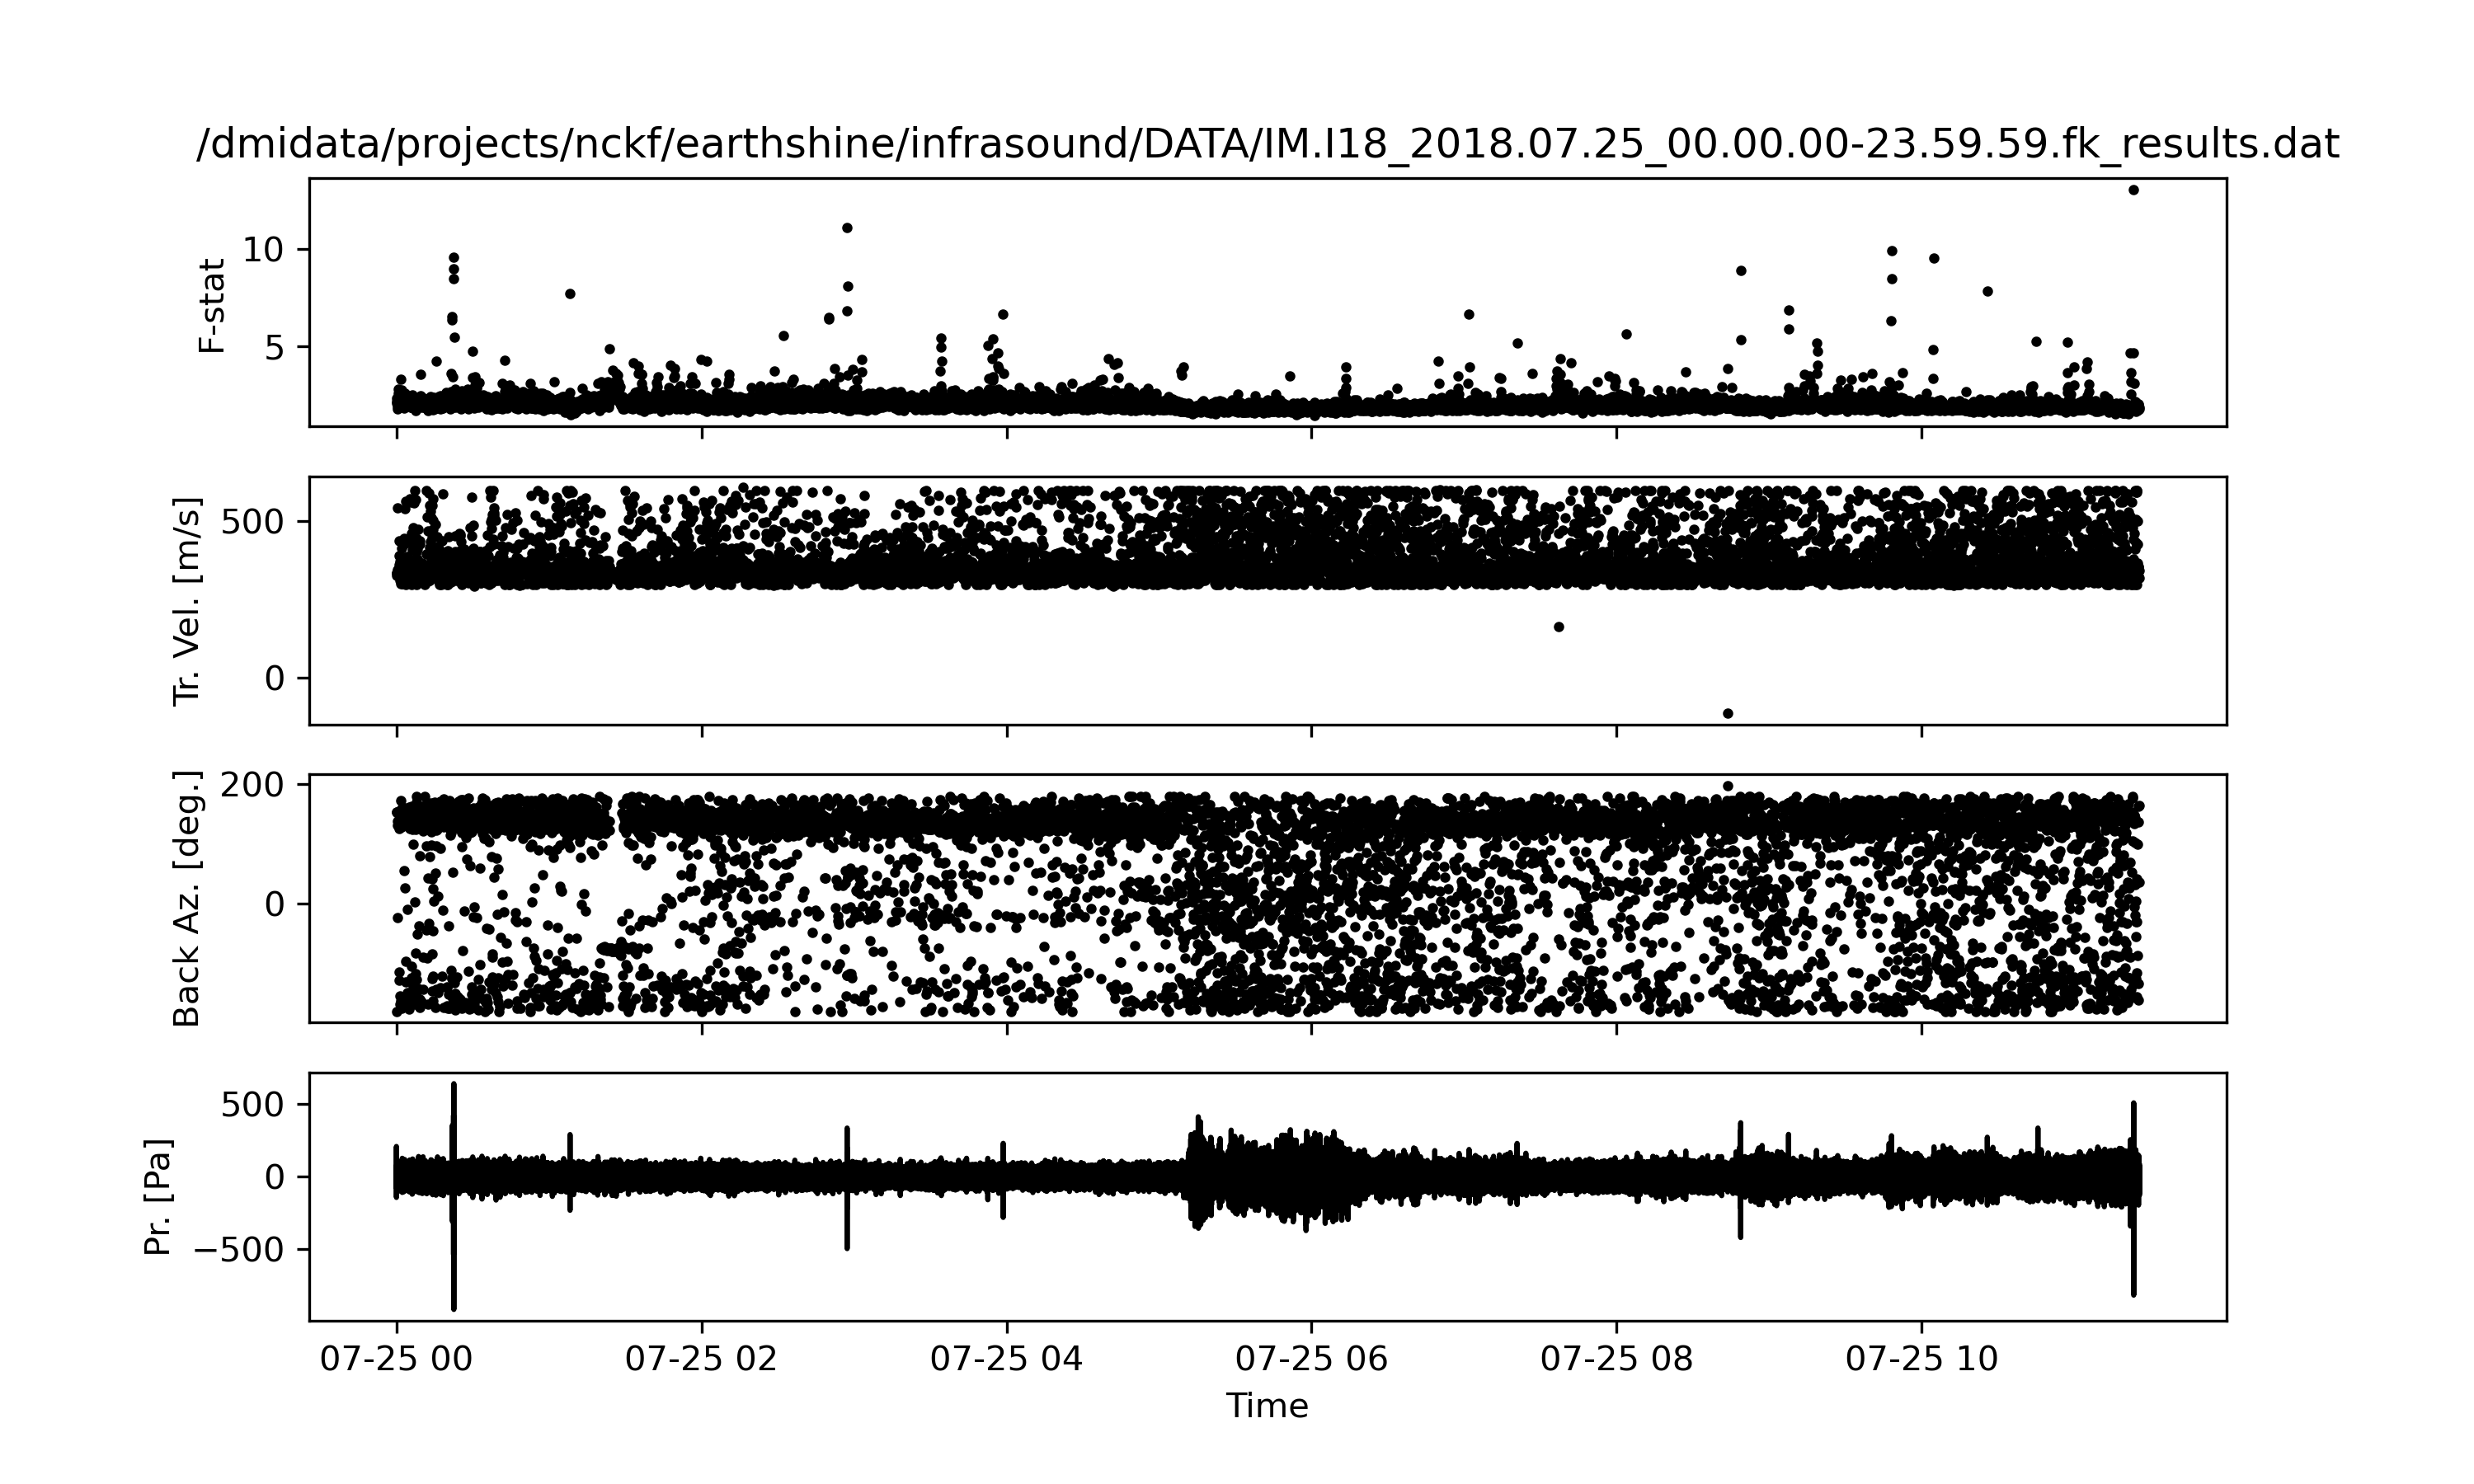 /dmidata/projects/nckf/earthshine/infrasound/DATA/IM.I18_2018.07.25_00.00.00-23.59.59.fk_results.dat
F-stat
10
5
Tr. Vel. [m/s]
500
0
Back Az. [deg.]
200
0
Pr. [Pa]
500
0
−500
07-25 00 07-25 02 07-25 04 07-25 06 07-25 08 07-25 10
Time